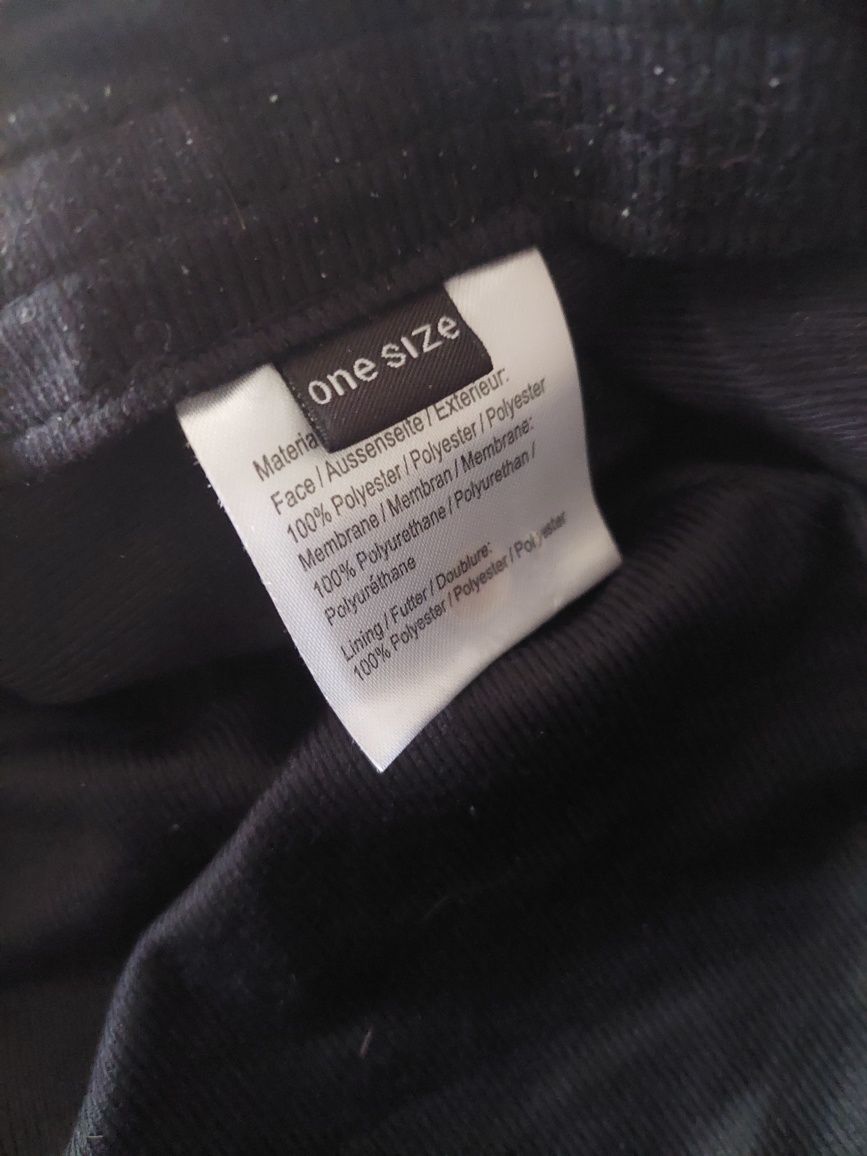 one size
Materia
Face / Aussenseite / Exterieur:
100% Polyester / Polyester / Polyester
Membrane / Membran / Membrane:
100% Polyurethane / Polyurethan /
Polyuréthane
Lining / Futter / Doublure:
100% Polyester / Polyester / Polyester